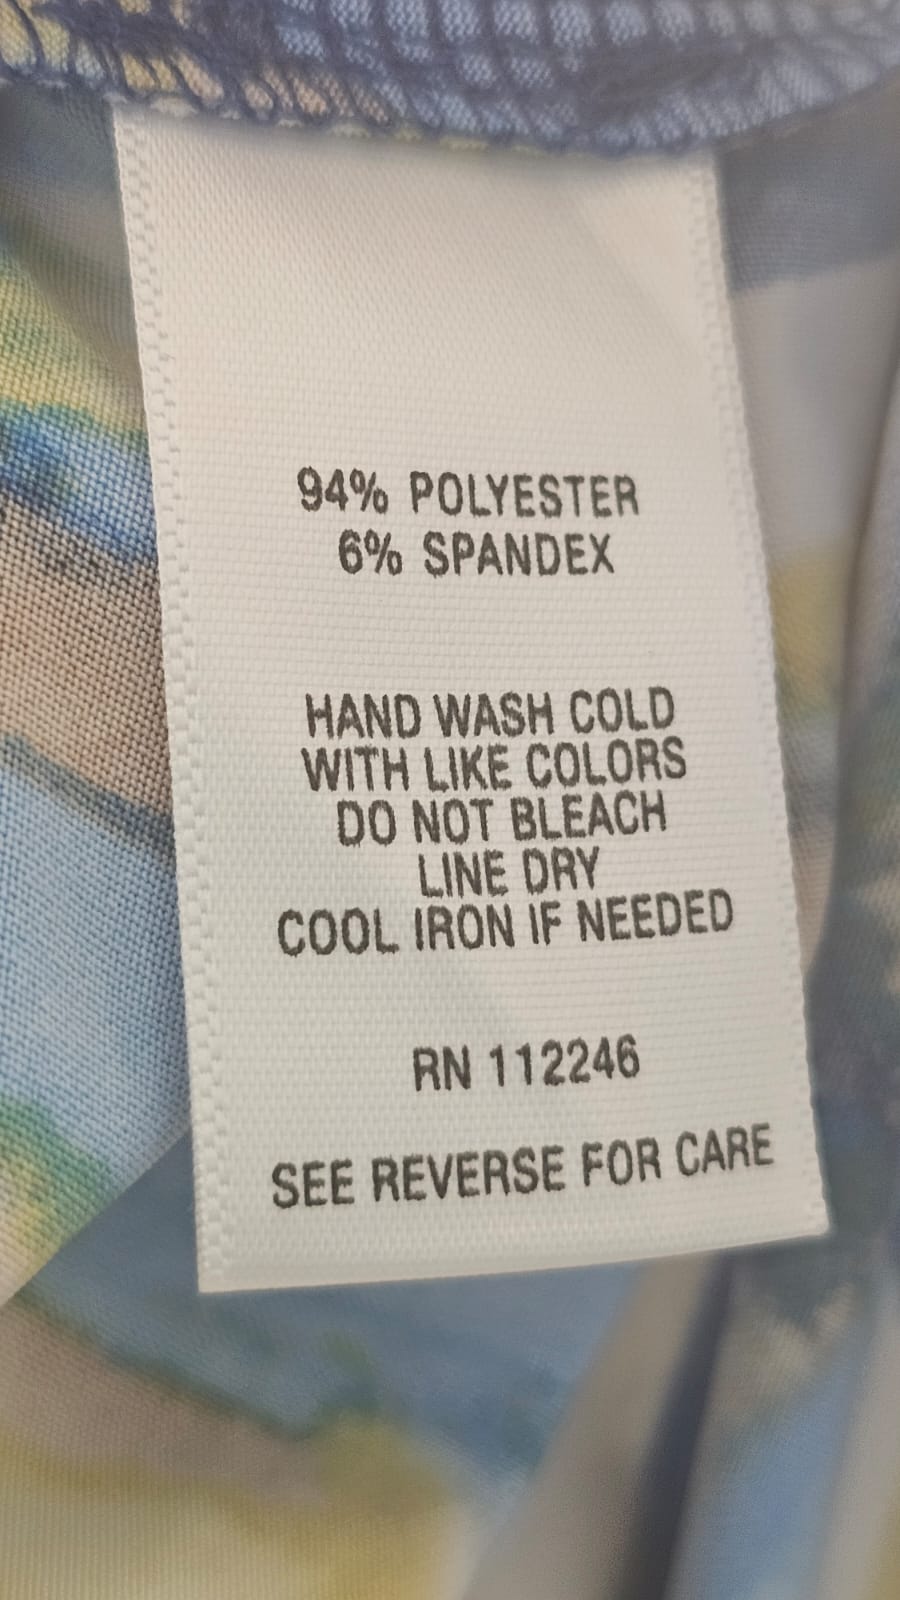 94% POLYESTER
6% SPANDEX
HAND WASH COLD
WITH LIKE COLORS
DO NOT BLEACH
LINE DRY
COOL IRON IF NEEDED
RN 112246
SEE REVERSE FOR CARE